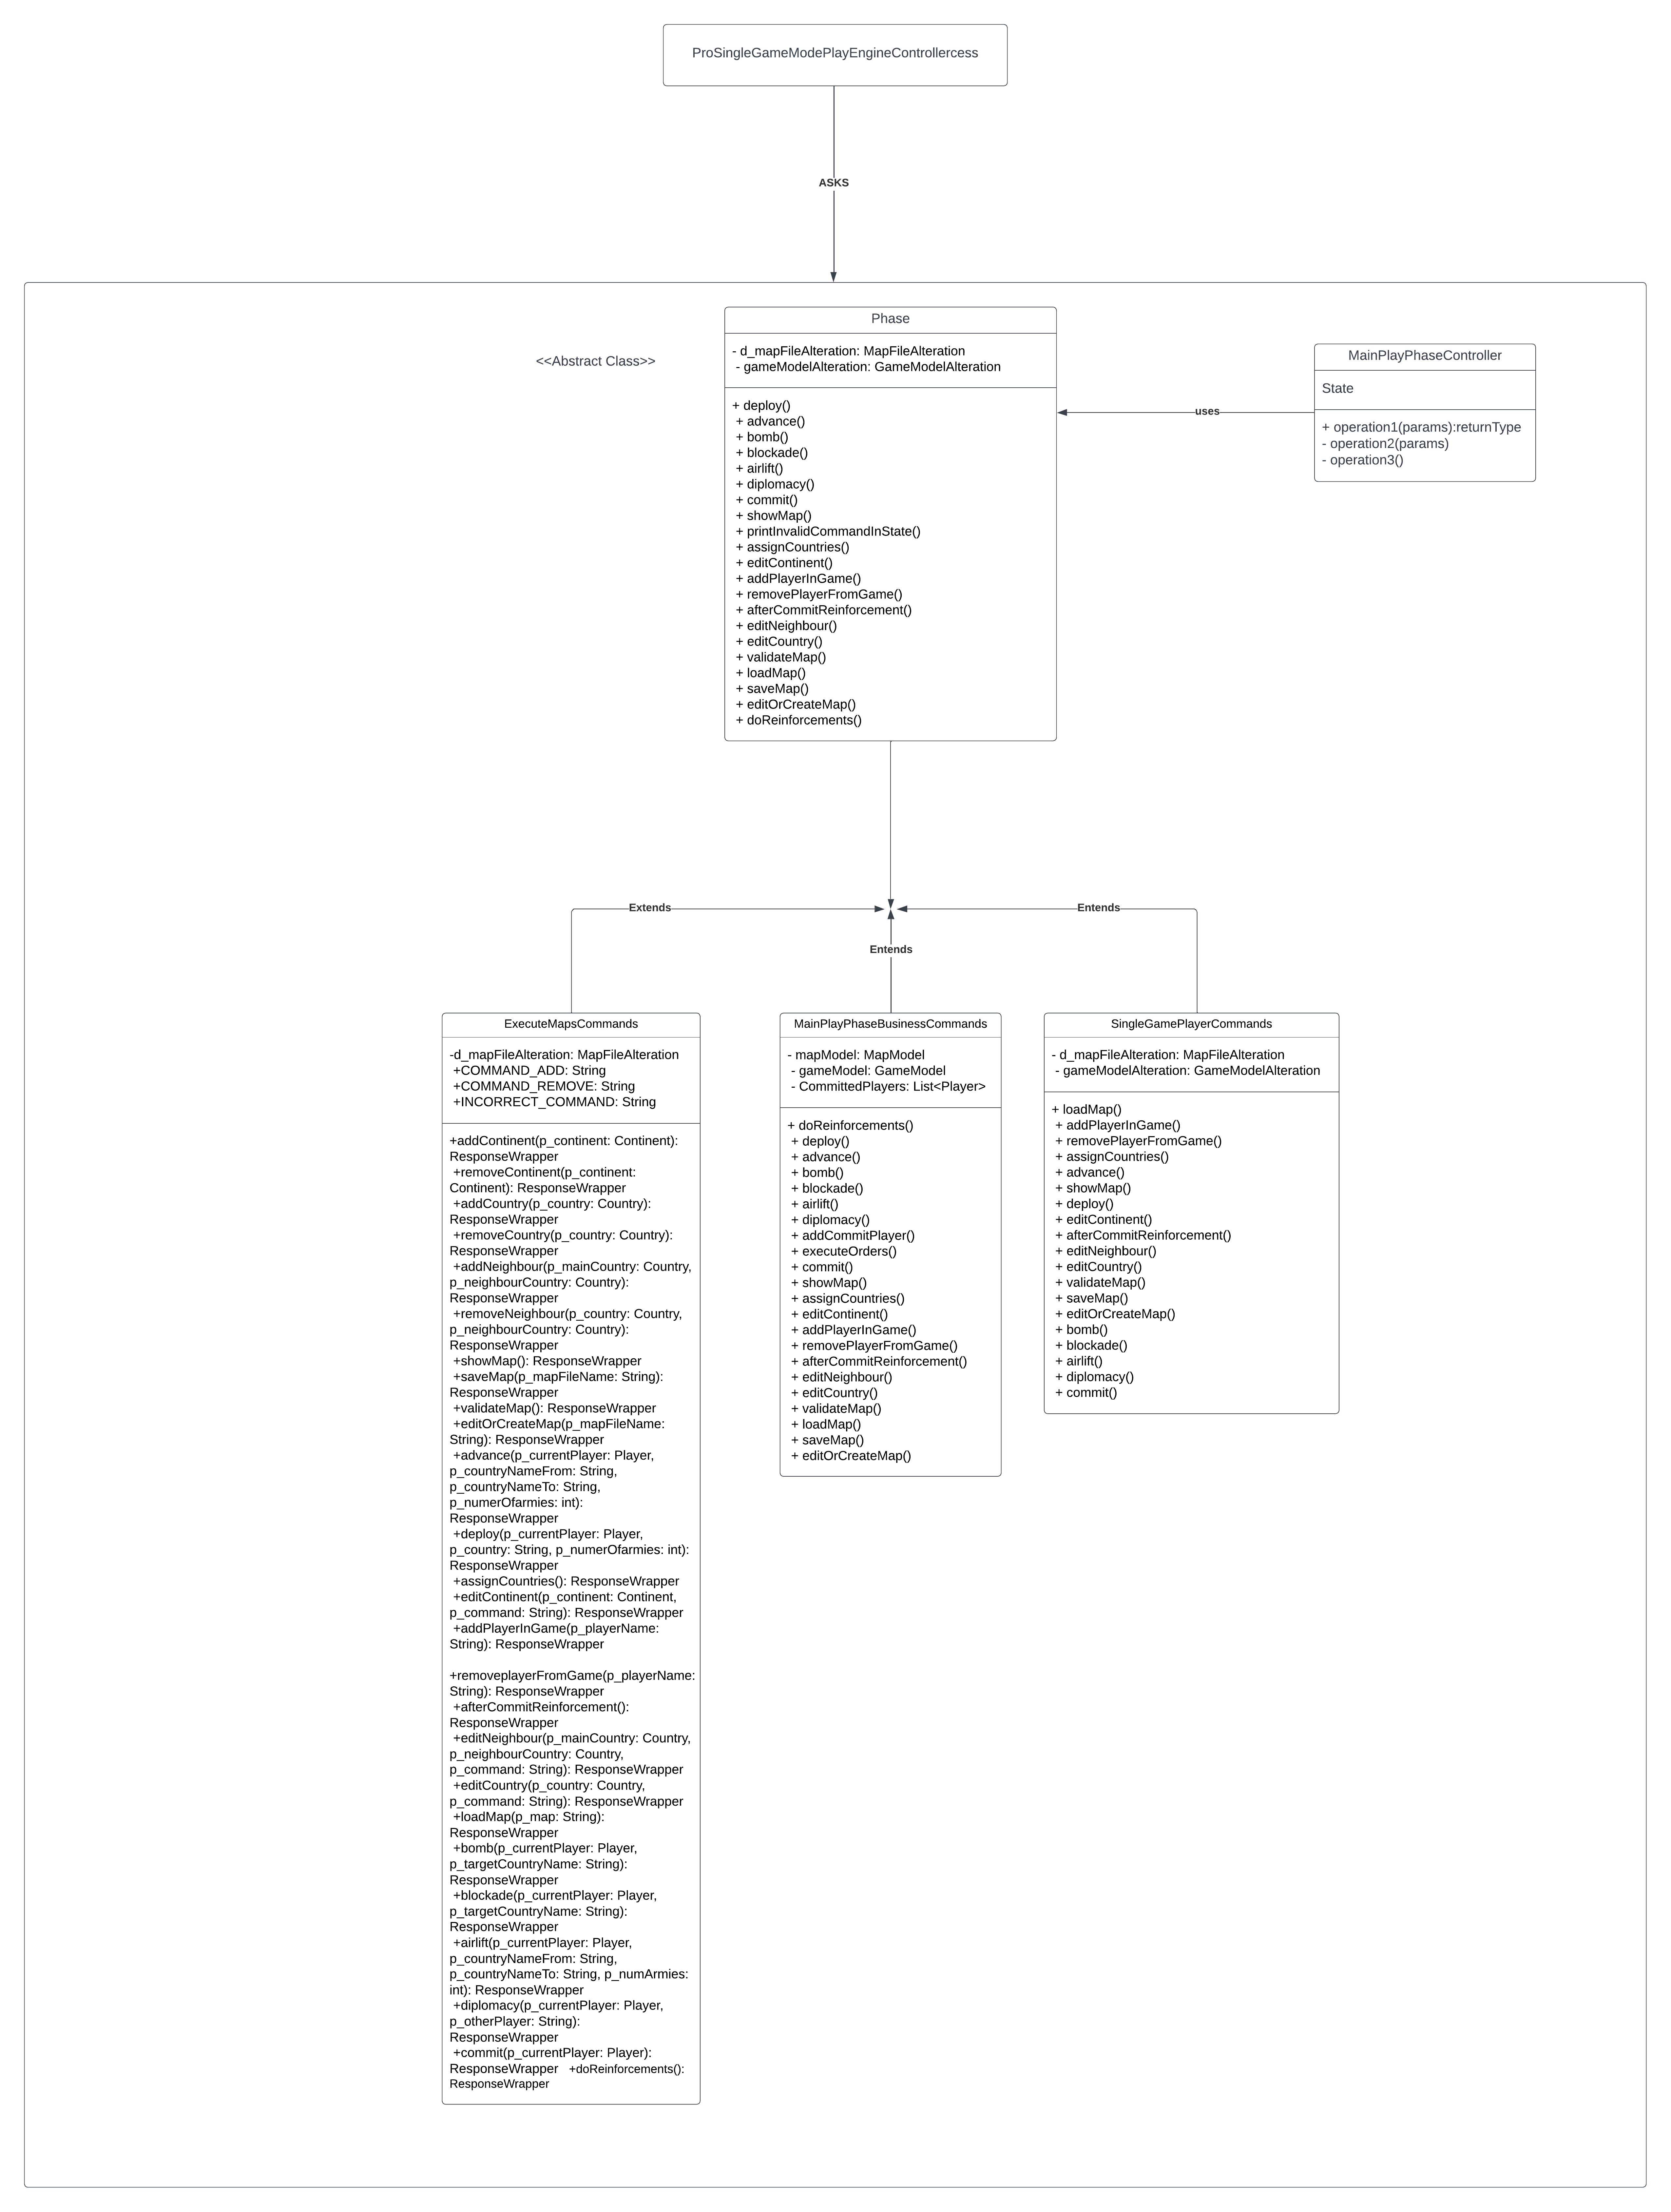 ProSingleGameModePlayEngineControllercess
ASKS
<<Abstract Class>>
Phase
- d_mapFileAlteration: MapFileAlteration
- gameModelAlteration: GameModelAlteration
+ deploy()
+ advance()
+ bomb()
+ blockade()
+ airlift()
+ diplomacy()
+ commit()
+ showMap()
+ printInvalidCommandInState()
+ assignCountries()
+ editContinent()
+ addPlayerInGame()
+ removePlayerFromGame()
+ afterCommitReinforcement()
+ editNeighbour()
+ editCountry()
+ validateMap()
+ loadMap()
+ saveMap()
+ editOrCreateMap()
+ doReinforcements()
uses
MainPlayPhaseController
State
+ operation1(params):returnType
- operation2(params)
- operation3()
Extends
Entends
Entends
ExecuteMapsCommands
-d_mapFileAlteration: MapFileAlteration
+COMMAND_ADD: String
+COMMAND_REMOVE: String
+INCORRECT_COMMAND: String
+addContinent(p_continent: Continent):
ResponseWrapper
+removeContinent(p_continent:
Continent): ResponseWrapper
+addCountry(p_country: Country):
ResponseWrapper
+removeCountry(p_country: Country):
ResponseWrapper
+addNeighbour(p_mainCountry: Country,
p_neighbourCountry: Country):
ResponseWrapper
+removeNeighbour(p_country: Country,
p_neighbourCountry: Country):
ResponseWrapper
+showMap(): ResponseWrapper
+saveMap(p_mapFileName: String):
ResponseWrapper
+validateMap(): ResponseWrapper
+editOrCreateMap(p_mapFileName:
String): ResponseWrapper
+advance(p_currentPlayer: Player,
p_countryNameFrom: String,
p_countryNameTo: String,
p_numerOfarmies: int):
ResponseWrapper
+deploy(p_currentPlayer: Player,
p_country: String, p_numerOfarmies: int):
ResponseWrapper
+assignCountries(): ResponseWrapper
+editContinent(p_continent: Continent,
p_command: String): ResponseWrapper
+addPlayerInGame(p_playerName:
String): ResponseWrapper
+removeplayerFromGame(p_playerName:
String): ResponseWrapper
+afterCommitReinforcement():
ResponseWrapper
+editNeighbour(p_mainCountry: Country,
p_neighbourCountry: Country,
p_command: String): ResponseWrapper
+editCountry(p_country: Country,
p_command: String): ResponseWrapper
+loadMap(p_map: String):
ResponseWrapper
+bomb(p_currentPlayer: Player,
p_targetCountryName: String):
ResponseWrapper
+blockade(p_currentPlayer: Player,
p_targetCountryName: String):
ResponseWrapper
+airlift(p_currentPlayer: Player,
p_countryNameFrom: String,
p_countryNameTo: String, p_numArmies:
int): ResponseWrapper
+diplomacy(p_currentPlayer: Player,
p_otherPlayer: String):
ResponseWrapper
+commit(p_currentPlayer: Player):
ResponseWrapper +doReinforcements():
ResponseWrapper
MainPlayPhaseBusinessCommands
- mapModel: MapModel
- gameModel: GameModel
- CommittedPlayers: List<Player>
+ doReinforcements()
+ deploy()
+ advance()
+ bomb()
+ blockade()
+ airlift()
+ diplomacy()
+ addCommitPlayer()
+ executeOrders()
+ commit()
+ showMap()
+ assignCountries()
+ editContinent()
+ addPlayerInGame()
+ removePlayerFromGame()
+ afterCommitReinforcement()
+ editNeighbour()
+ editCountry()
+ validateMap()
+ loadMap()
+ saveMap()
+ editOrCreateMap()
SingleGamePlayerCommands
- d_mapFileAlteration: MapFileAlteration
- gameModelAlteration: GameModelAlteration
+ loadMap()
+ addPlayerInGame()
+ removePlayerFromGame()
+ assignCountries()
+ advance()
+ showMap()
+ deploy()
+ editContinent()
+ afterCommitReinforcement()
+ editNeighbour()
+ editCountry()
+ validateMap()
+ saveMap()
+ editOrCreateMap()
+ bomb()
+ blockade()
+ airlift()
+ diplomacy()
+ commit()